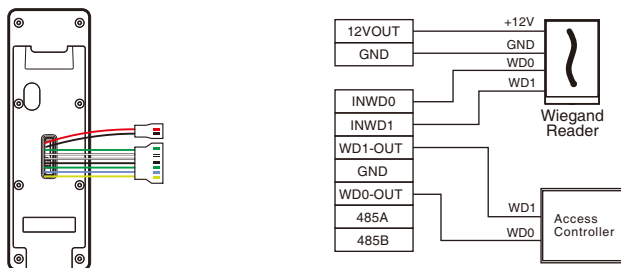 12VOUT
GND
+12V
GND
WD0
WD1
INWD0
INWD1
WD1-OUT
GND
WD0-OUT
485A
485B
Wiegand
Reader
WD1
WD0
Access
Controller